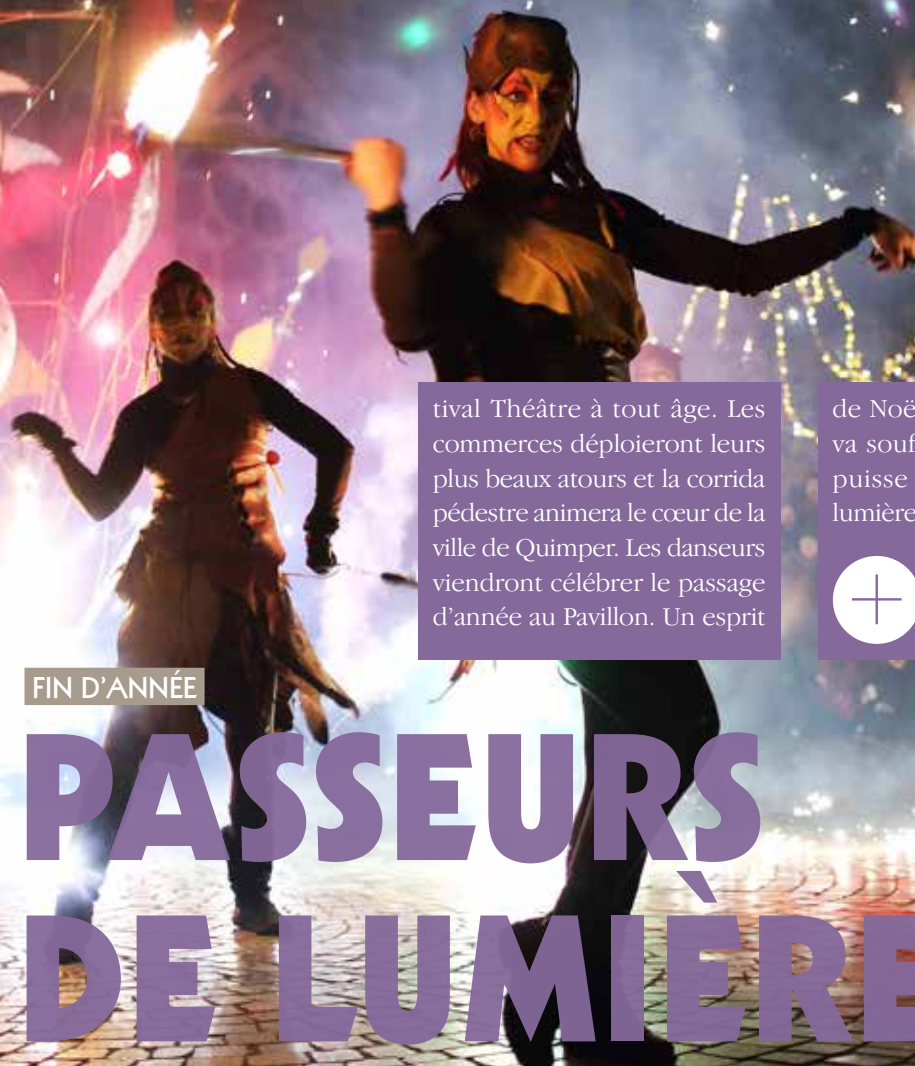 tival Théâtre à tout âge. Les
commerces déploieront leurs
plus beaux atours et la corrida
pédestre animera le cœur de la
ville de Quimper. Les danseurs
viendront célébrer le passage
d’année au Pavillon. Un esprit
de Noë
va souf
puisse
lumière
FIN D’ANNÉE
PASSEURS
DE LUMIÈRE